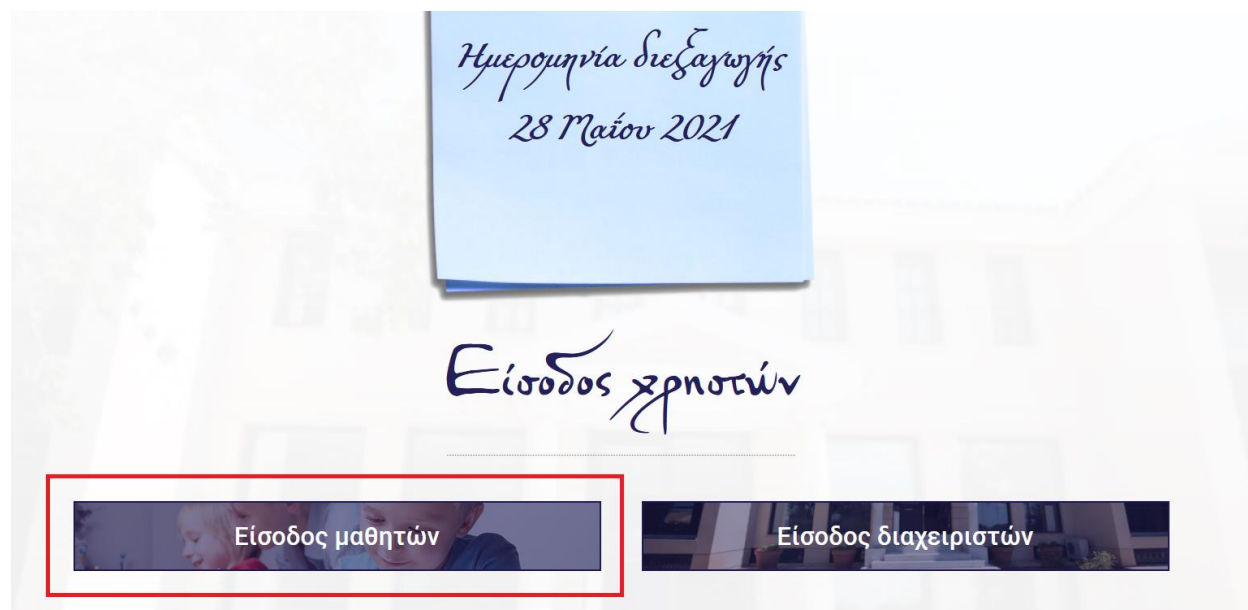 Ημερομηνία διεξαγωγής
28 Μαΐου 2021
Είσοδος χρηστών
Είσοδος μαθητών
Είσοδος διαχειριστών